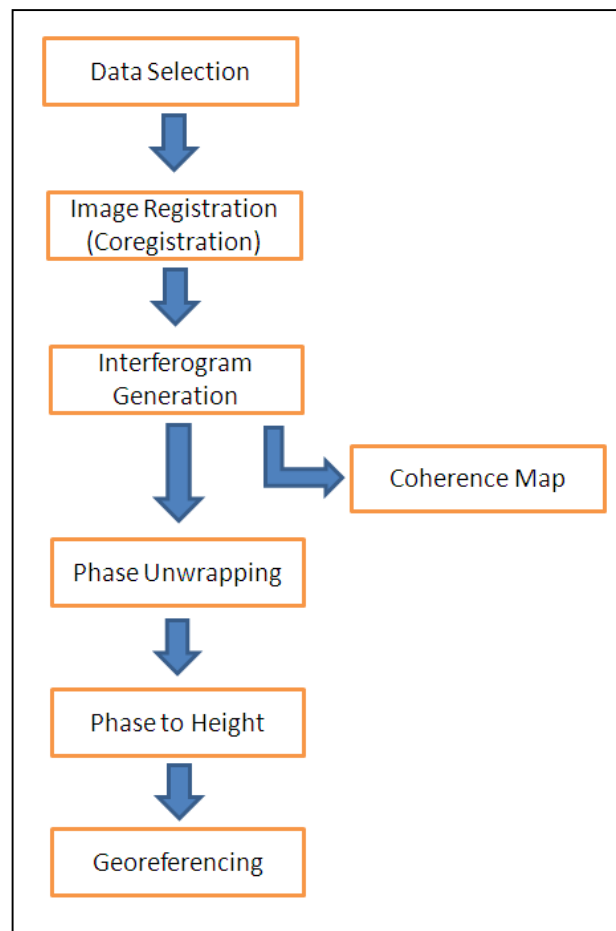 Data Selection
Image Registration
(Coregistration)
Interferogram
Generation
Coherence Map
Phase Unwrapping
Phase to Height
Georeferencing